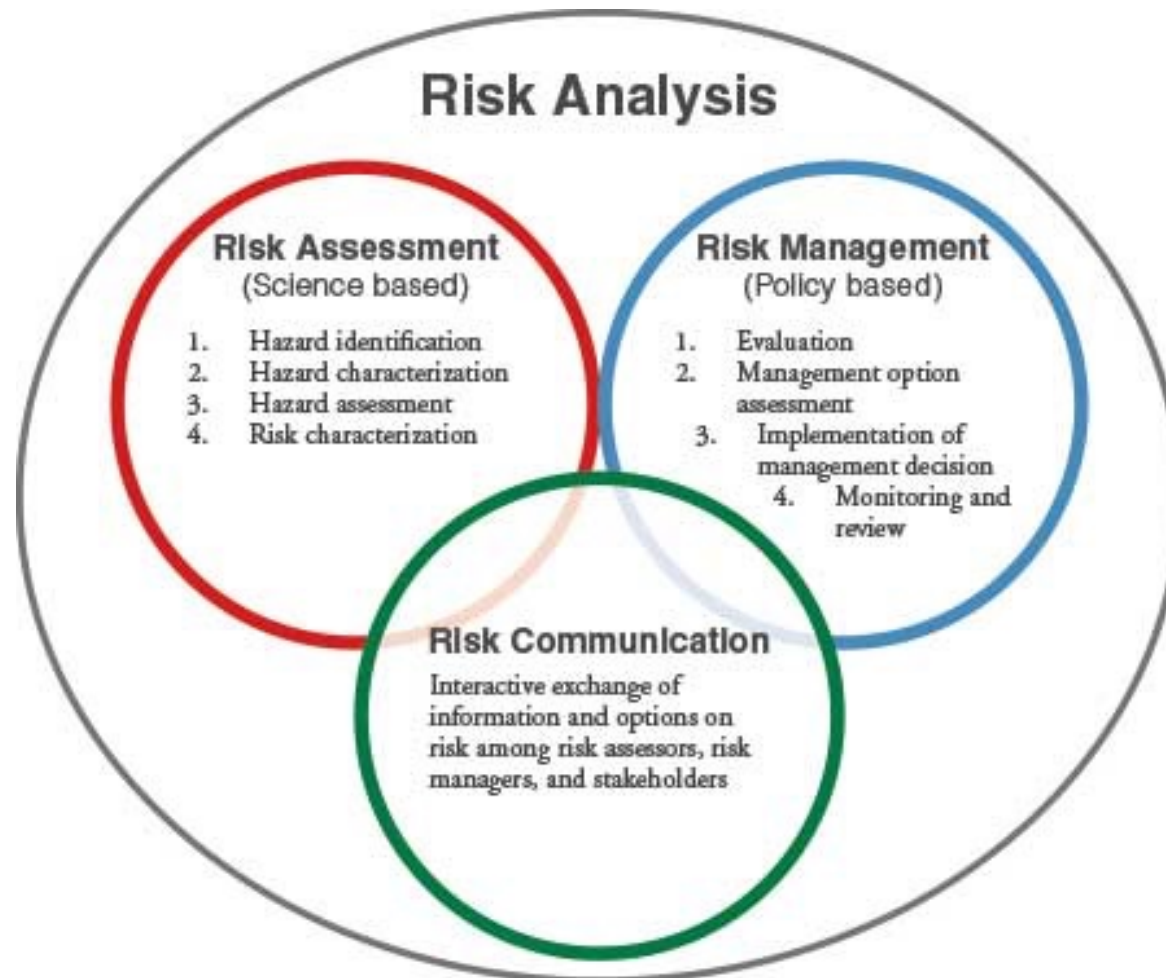 Risk Analysis
Risk Assessment
(Science based)
1. Hazard identification
2. Hazard characterization
3. Hazard assessment
4. Risk characterization
Risk Management
(Policy based)
1. Evaluation
2. Management option
assessment
3. Implementation of
management decision
4. Monitoring and
review
Risk Communication
Interactive exchange of
information and options on
risk among risk assessors, risk
managers, and stakeholders